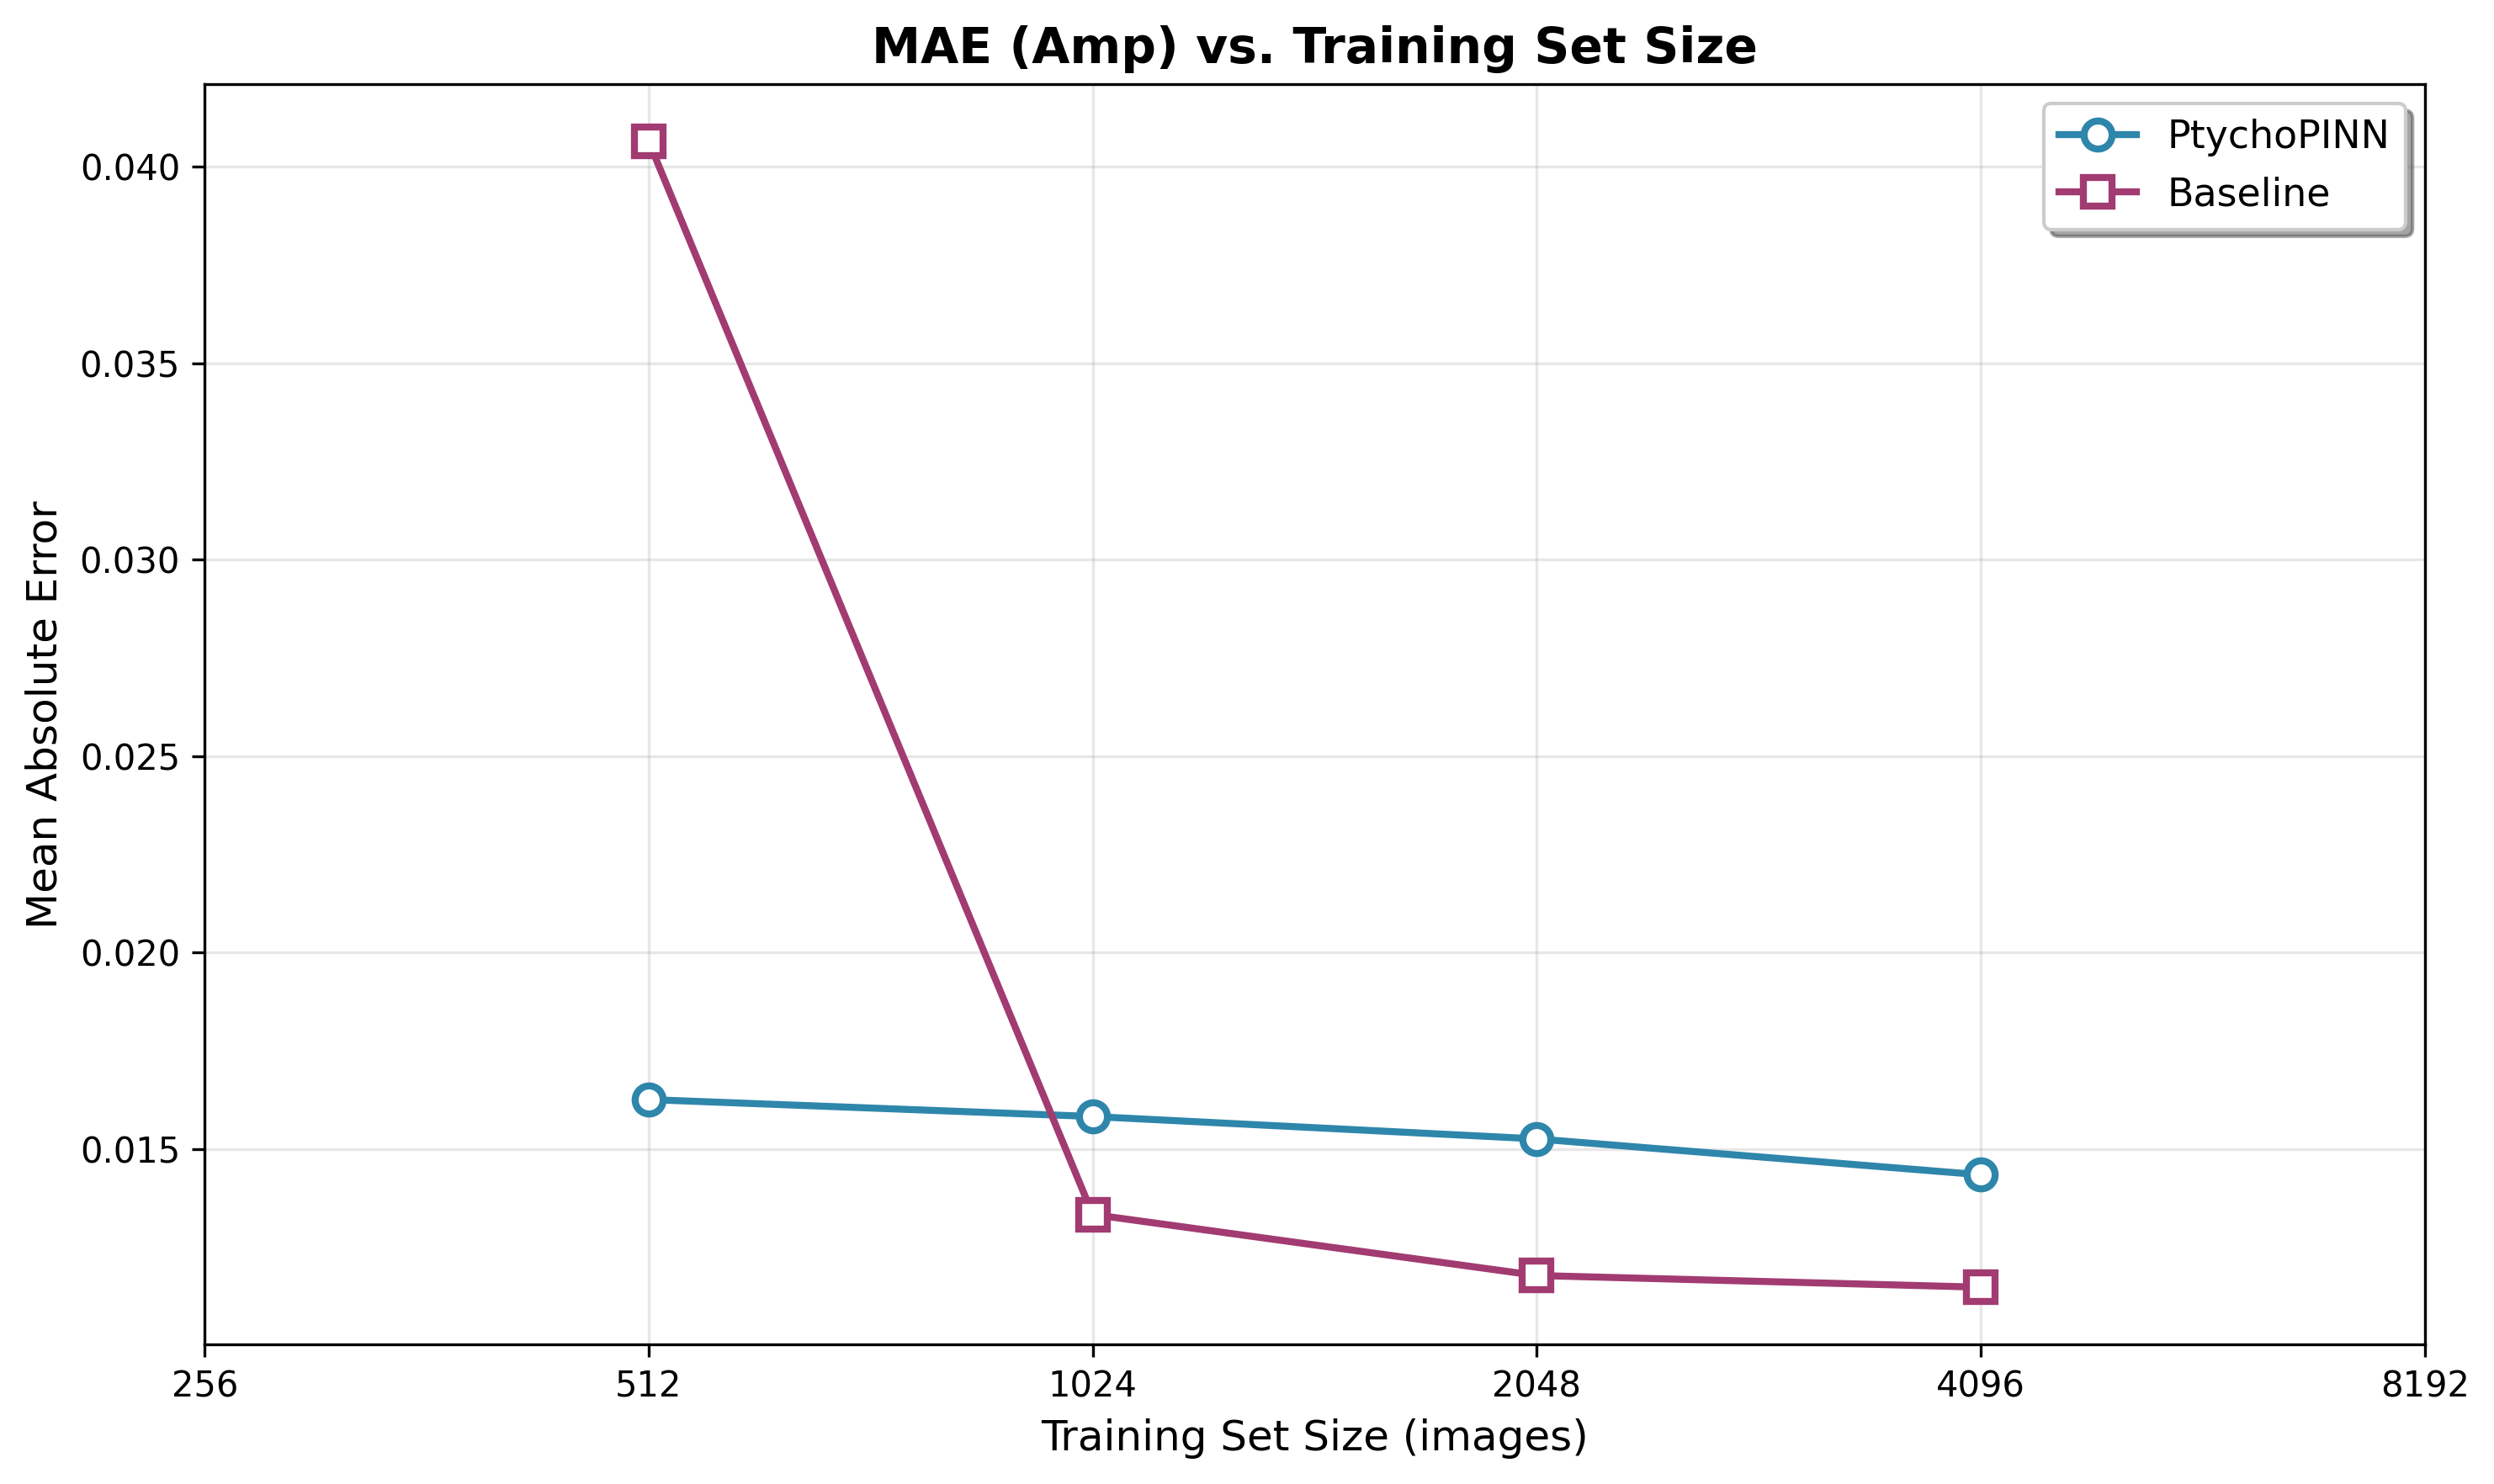 MAE (Amp) vs. Training Set Size
PtychoPINN
Baseline
Mean Absolute Error
0.040
0.035
0.030
0.025
0.020
0.015
256 512 1024 2048 4096 8192
Training Set Size (images)